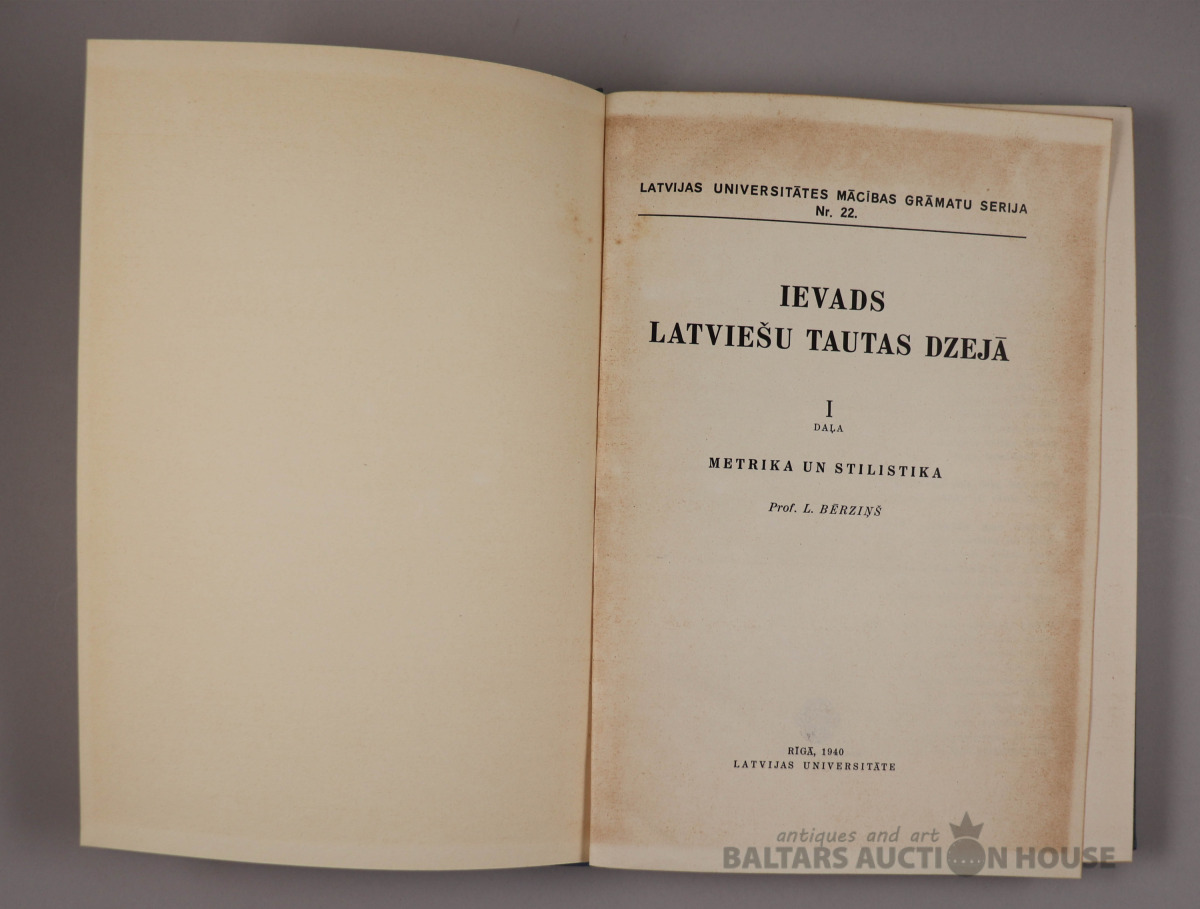 LATVIJAS UNIVERSITĀTES MĀCĪBAS GRĀMATU SERIJA
Nr. 22.
IEVADS
LATVIEŠU TAUTAS DZEJĀ
I
DAĻA
METRIKA UN STILISTIKA
Prof. L. BĒRZIŅŠ
RĪGĀ, 1940
LATVIJAS UNIVERSITĀTE
antiques and art
BALTARS AUCTION HOUSE